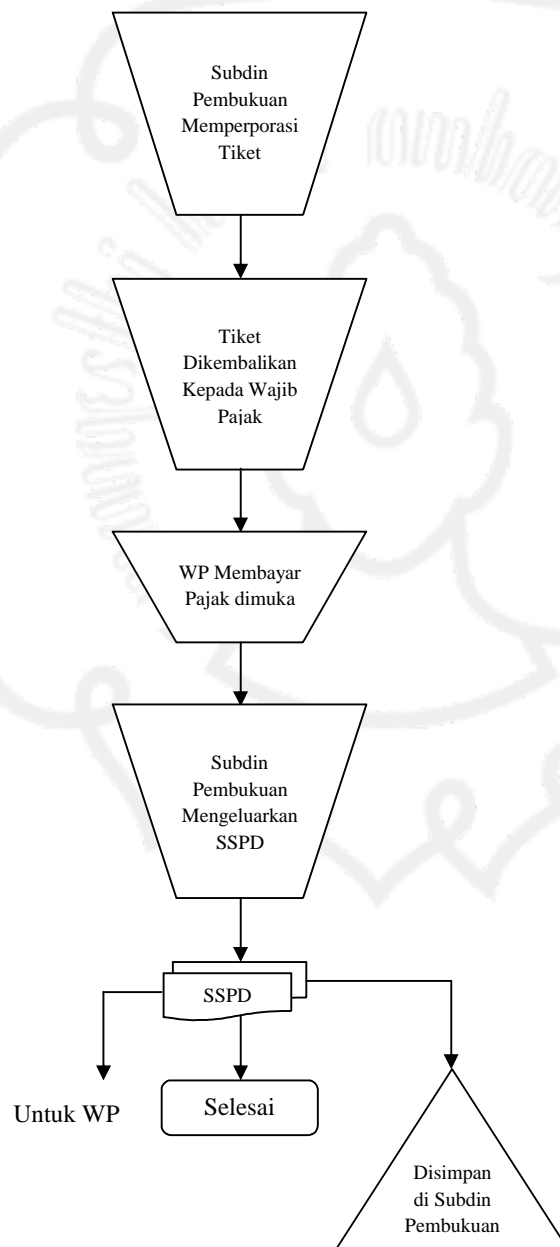 Subdin
Pembukuan
Memperporasi
Tiket
Tiket
Dikembalikan
Kepada Wajib
Pajak
WP Membayar
Pajak dimuka
Subdin
Pembukuan
Mengeluarkan
SSPD
SSPD
Untuk WP
Selesai
Disimpan
di Subdin
Pembukuan